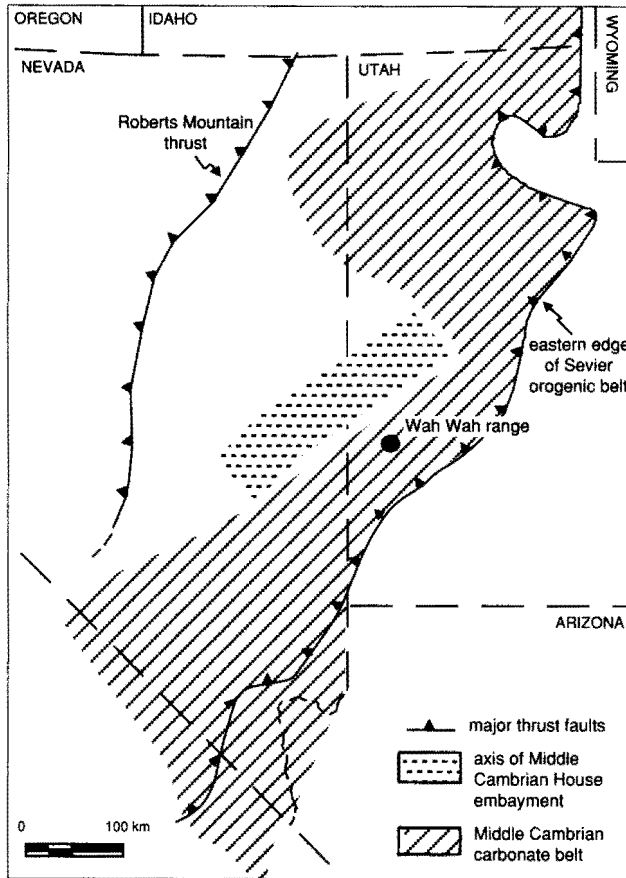 OREGON
IDAHO
WYOMING
NEVADA
UTAH
Roberts Mountain
thrust
eastern edge
of Sevier
orogenic belt
Wah Wah range
ARIZONA
major thrust faults
axis of Middle
Cambrian House
embayment
Middle Cambrian
carbonate belt
0 100 km